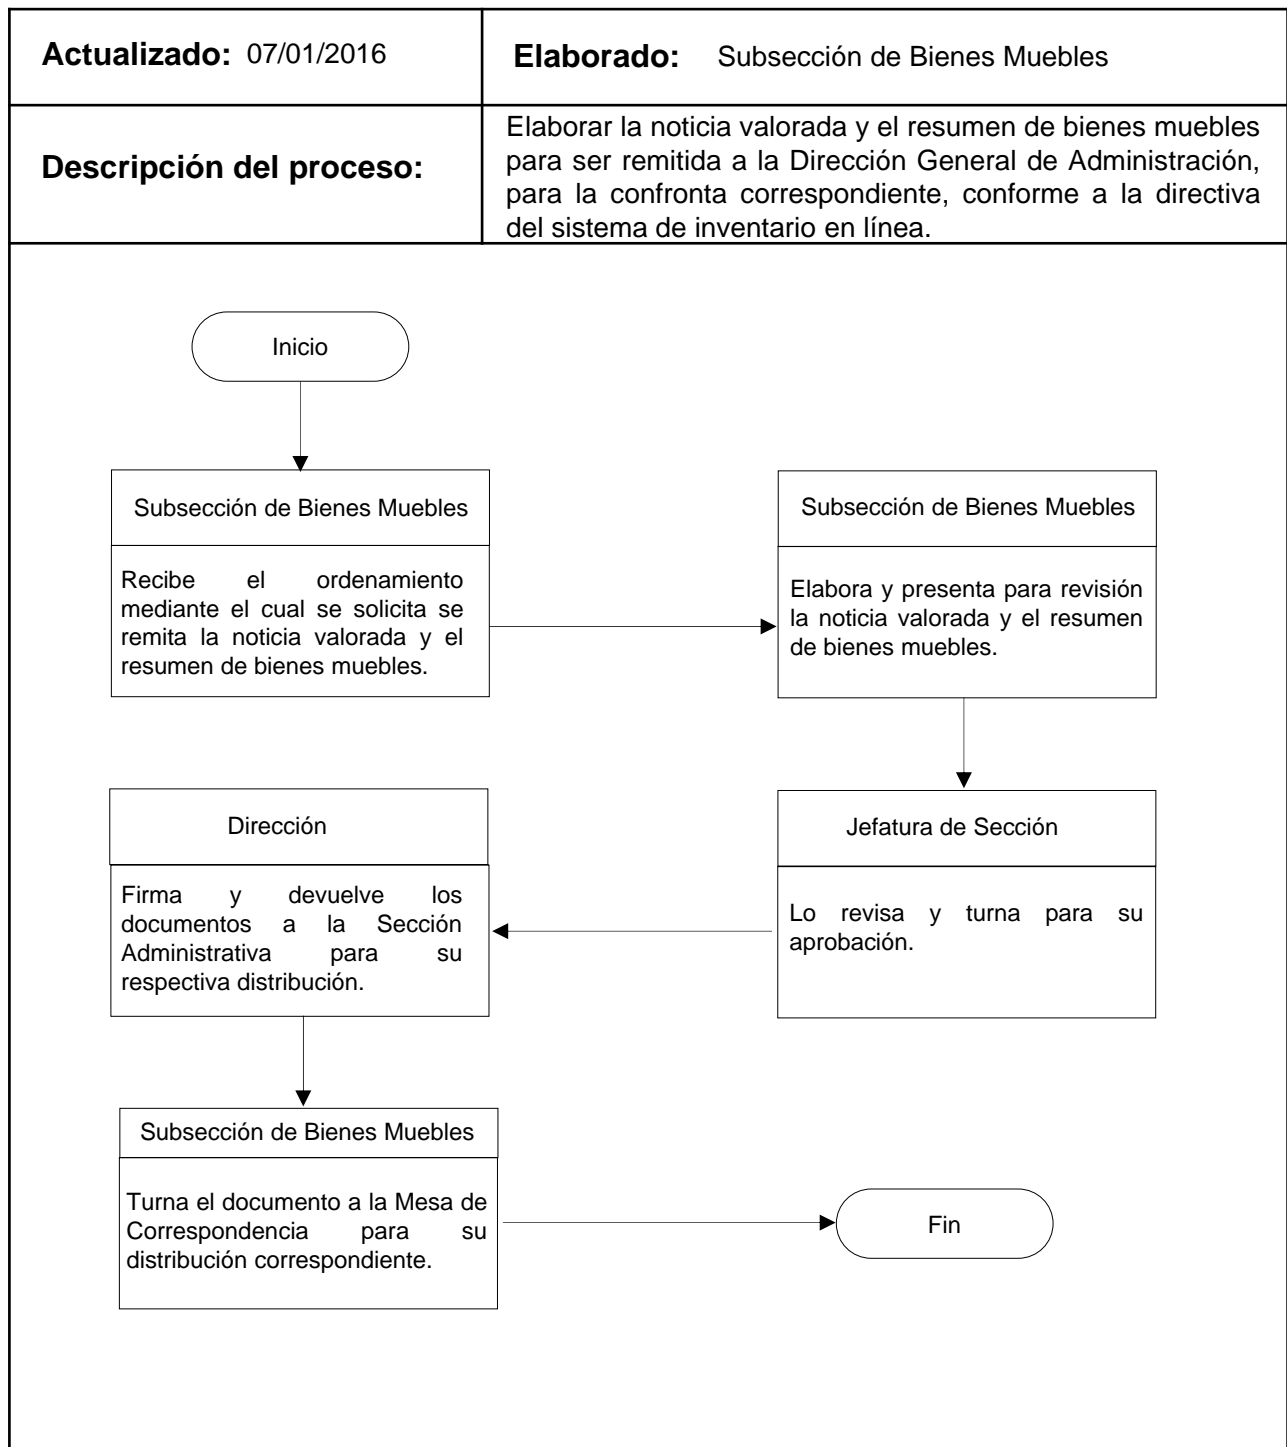 Actualizado: 07/01/2016
Elaborado: Subsección de Bienes Muebles
Descripción del proceso:
Elaborar la noticia valorada y el resumen de bienes muebles
para ser remitida a la Dirección General de Administración,
para la confronta correspondiente, conforme a la directiva
del sistema de inventario en línea.
Inicio
Subsección de Bienes Muebles
Recibe el ordenamiento
mediante el cual se solicita se
remita la noticia valorada y el
resumen de bienes muebles.
Subsección de Bienes Muebles
Elabora y presenta para revisión
la noticia valorada y el resumen
de bienes muebles.
Jefatura de Sección
Lo revisa y turna para su
aprobación.
Dirección
Firma y devuelve los
documentos a la Sección
Administrativa para su
respectiva distribución.
Subsección de Bienes Muebles
Turna el documento a la Mesa de
Correspondencia para su
distribución correspondiente.
Fin